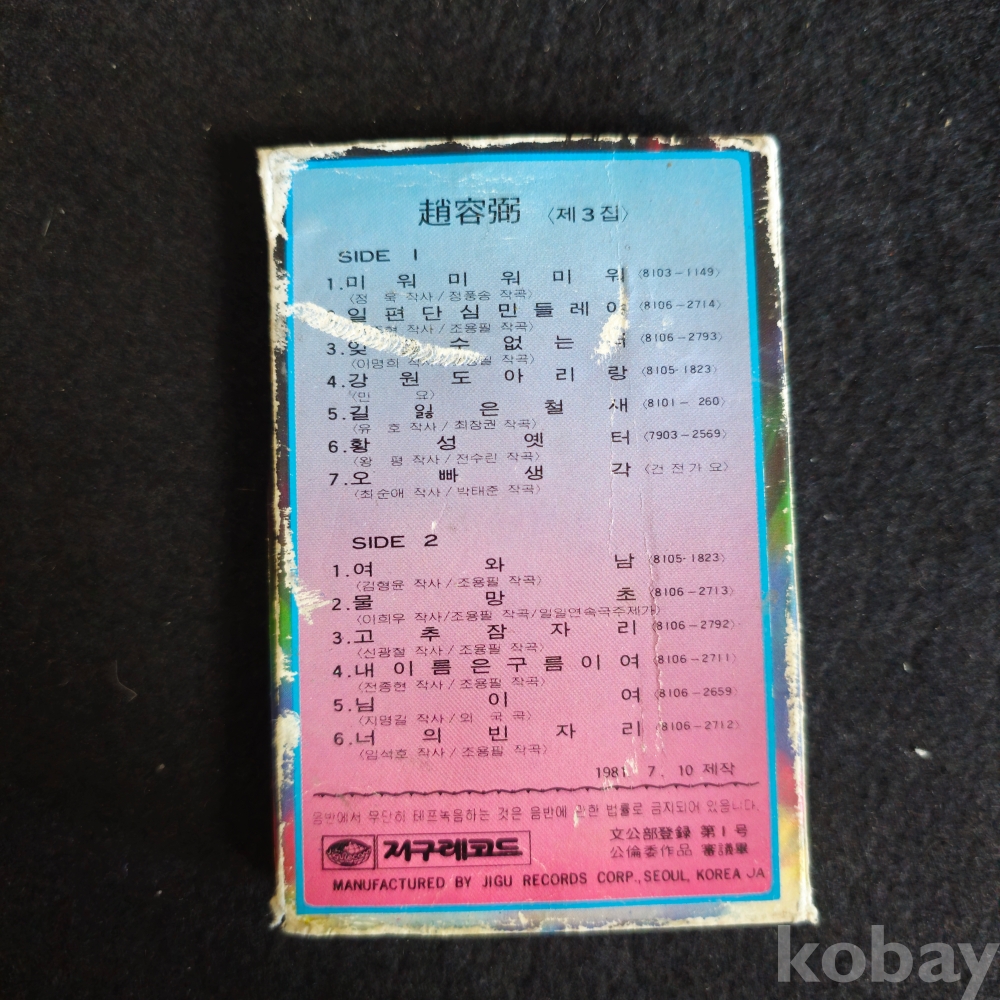 趙容弼 〈제3집〉
SIDE 1
1.미워미워미워 〈8103-1149〉
〈정 욱 작사/정풍송 작곡〉
일편단심민들레야 〈8106-2714〉
작사/조용필 작곡〉
3.잊 수 없는 〈8106-2793〉
〈이명희 작곡〉
4.강원도아리랑 〈8105-1823〉
〈민 요〉
5.길잃은철새 〈8101-260〉
〈유 호 작사/최창권 작곡〉
6.황성옛터 〈7903-2569〉
〈왕 평 작사/전수린 작곡〉
7.오빠생각 〈건전가요〉
〈최순애 작사/박태준 작곡〉
SIDE 2
1.여와남 〈8105-1823〉
〈김형윤 작사/조용필 작곡〉
2.물망초 〈8106-2713〉
〈이희우 작사/조용필 작곡/일일연속극주제가〉
3.고추잠자리 〈8106-2792〉
〈조용필 작곡〉
4.내이름은구름이여 〈8106-2711〉
〈전종현 작사/조용필 작곡〉
5.님이여 〈8106-2659〉
〈지명길 작사/외국곡〉
6.너의빈자리 〈8106-2712〉
〈임석호 작사/조용필 작곡〉
1981. 7. 10 제작
음반에서 무단히 테프녹음하는 것은 음반에 관한 법률로 금지되어 있읍니다.
지구레코드
文公部登録 第1号
公倫委作品 審議畢
MANUFACTURED BY JIGU RECORDS CORP., SEOUL, KOREA JA
kobay